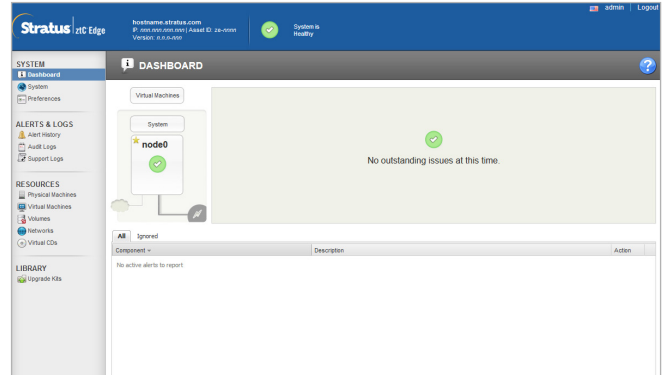 admin | Logout
Stratus ztC Edge
hostname.stratus.com
IP: nnn.nnn.nnn.nnn | Asset ID: ze-nnnn
Version: n.n.n-nnn
System is
Healthy
SYSTEM
Dashboard
System
Preferences
ALERTS & LOGS
Alert History
Audit Logs
Support Logs
RESOURCES
Physical Machines
Virtual Machines
Volumes
Networks
Virtual CDs
LIBRARY
Upgrade Kits
DASHBOARD
?
Virtual Machines
System
node0
No outstanding issues at this time.
All Ignored
Component Description Action
No active alerts to report